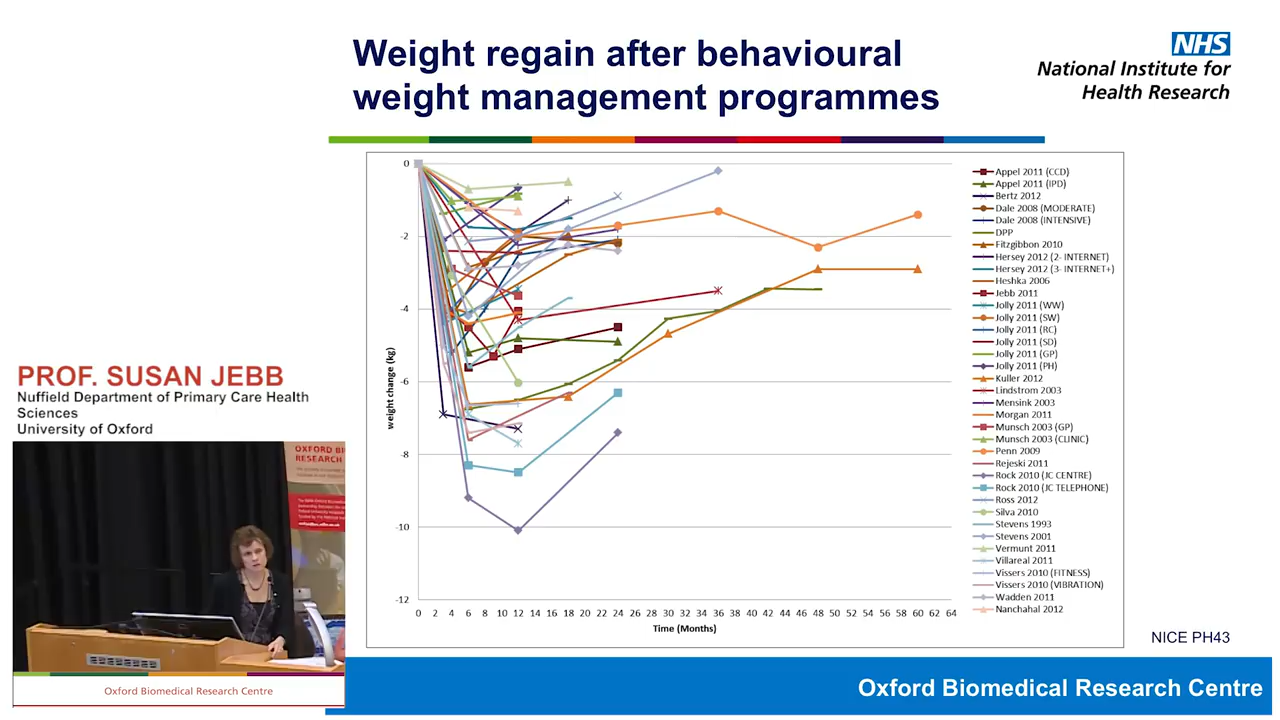 Weight regain after behavioural
weight management programmes
NHS
National Institute for
Health Research
PROF. SUSAN JEBB
Nuffield Department of Primary Care Health
Sciences
University of Oxford
OXFORD BI
RESEARCH
Oxford Biomedical Research Centre
weight change (kg)
0
-2
-4
-6
-8
-10
-12
0 2 4 6 8 10 12 14 16 18 20 22 24 26 28 30 32 34 36 38 40 42 44 46 48 50 52 54 56 58 60 62 64
Time (Months)
Appel 2011 (CCD)
Appel 2011 (IPD)
Bertz 2012
Dale 2008 (MODERATE)
Dale 2008 (INTENSIVE)
DPP
Fitzgibbon 2010
Hersey 2012 (2- INTERNET)
Hersey 2012 (3- INTERNET+)
Heshka 2006
Jebb 2011
Jolly 2011 (WW)
Jolly 2011 (SW)
Jolly 2011 (RC)
Jolly 2011 (SD)
Jolly 2011 (GP)
Jolly 2011 (PH)
Kuller 2012
Lindstrom 2003
Mensink 2003
Morgan 2011
Munsch 2003 (GP)
Munsch 2003 (CLINIC)
Penn 2009
Rejeski 2011
Rock 2010 (JC CENTRE)
Rock 2010 (JC TELEPHONE)
Ross 2012
Silva 2010
Stevens 1993
Stevens 2001
Vermunt 2011
Villareal 2011
Vissers 2010 (FITNESS)
Vissers 2010 (VIBRATION)
Wadden 2011
Nanchahal 2012
NICE PH43
Oxford Biomedical Research Centre